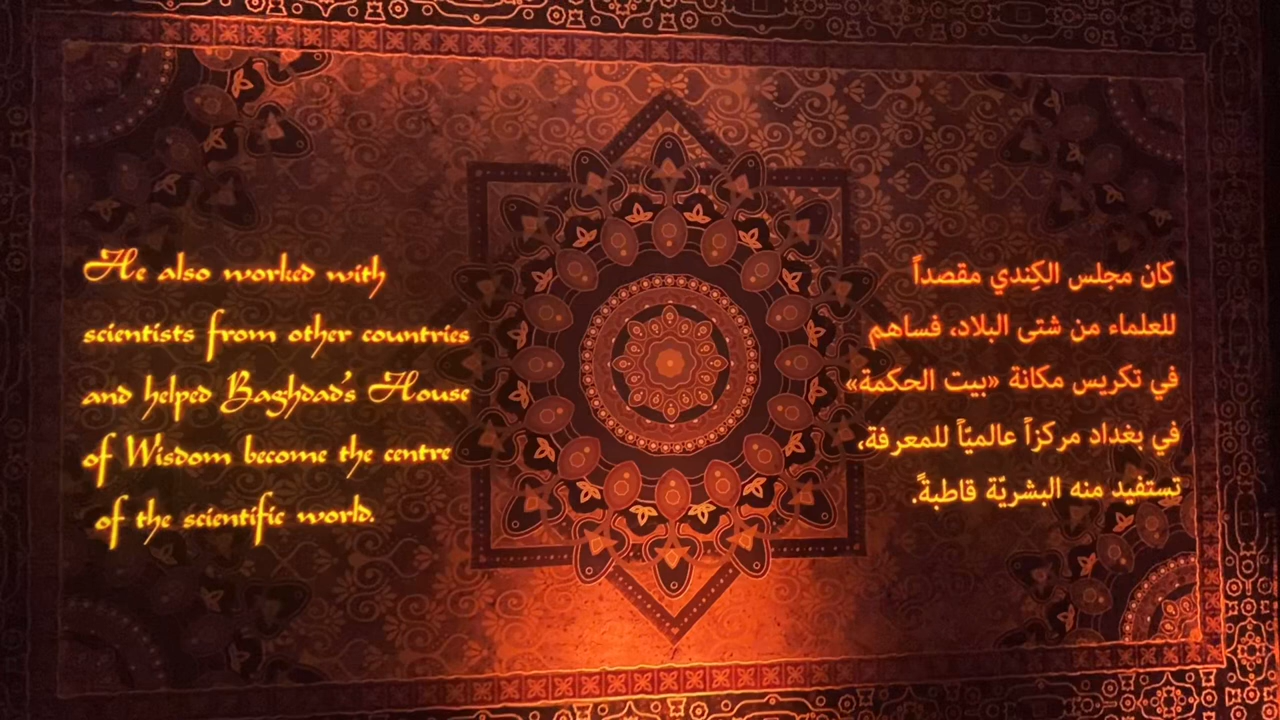 He also worked with
scientists from other countries
and helped Baghdad's House
of Wisdom become the centre
of the scientific world.
كان مجلس الكِندي مقصداً
للعلماء من شتى البلاد، فساهم
في تكريس مكانة «بيت الحكمة»
في بغداد مركزاً عالميّاً للمعرفة،
تستفيد منه البشريّة قاطبةً.